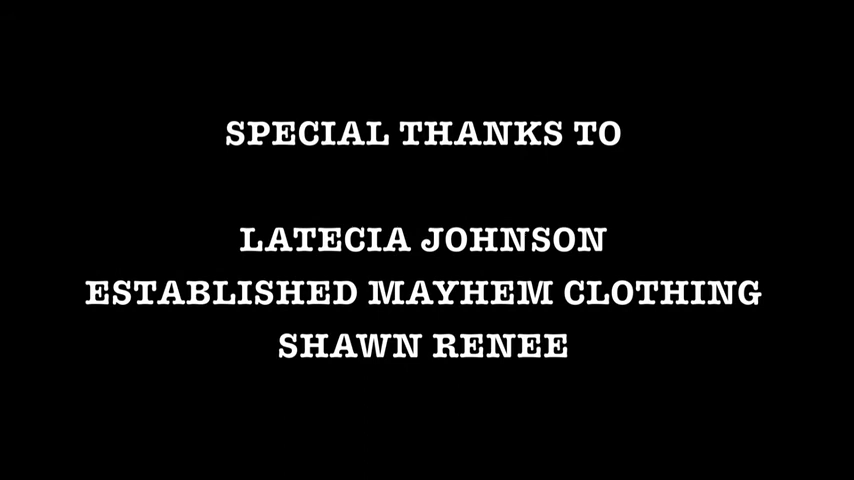 SPECIAL THANKS TO
LATECIA JOHNSON
ESTABLISHED MAYHEM CLOTHING
SHAWN RENEE